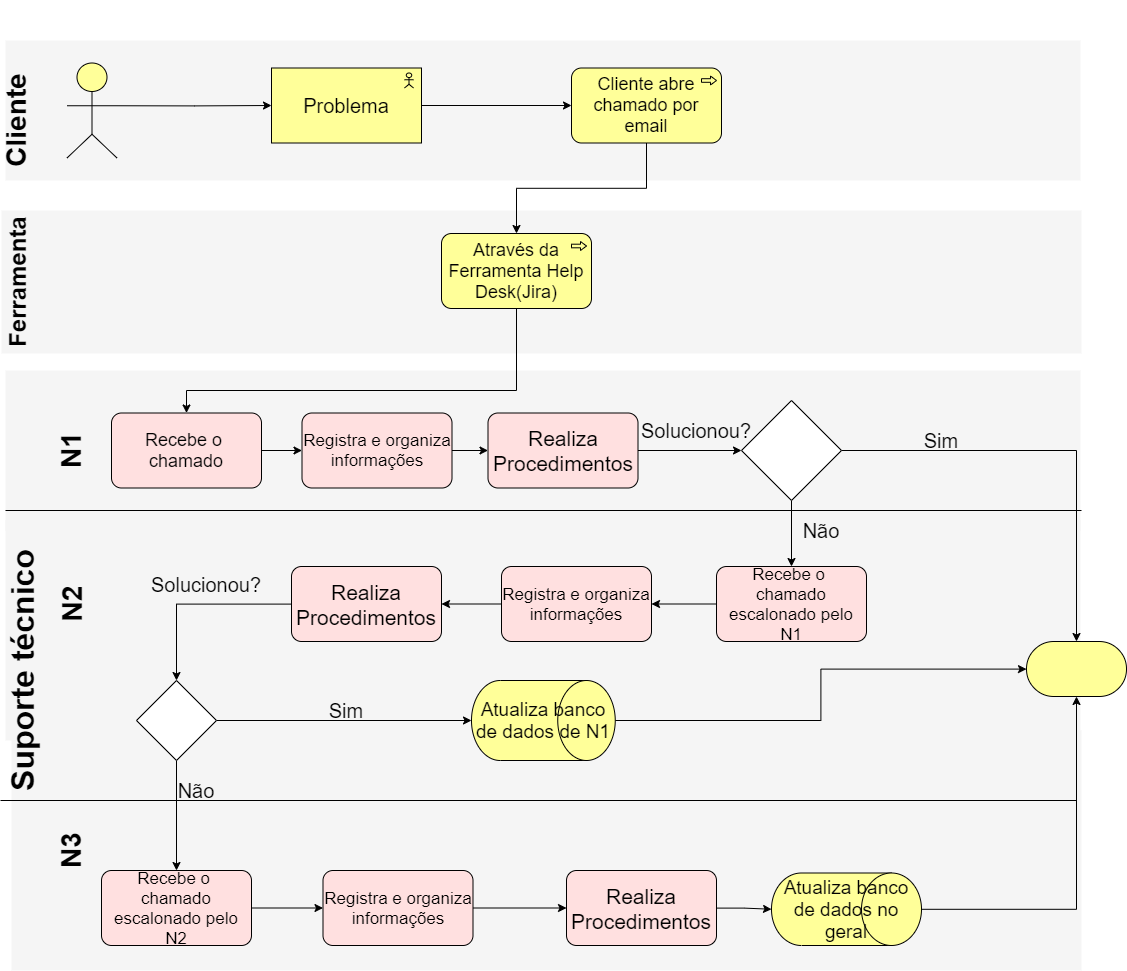 Cliente
Problema
Cliente abre
chamado por
email
Ferramenta
Através da
Ferramenta Help
Desk(Jira)
Suporte técnico
N1
Recebe o
chamado
Registra e organiza
informações
Realiza
Procedimentos
Solucionou?
Sim
Não
N2
Recebe o
chamado
escalonado pelo
N1
Registra e organiza
informações
Realiza
Procedimentos
Solucionou?
Sim
Atualiza banco
de dados de N1
Não
N3
Recebe o
chamado
escalonado pelo
N2
Registra e organiza
informações
Realiza
Procedimentos
Atualiza banco
de dados no
geral